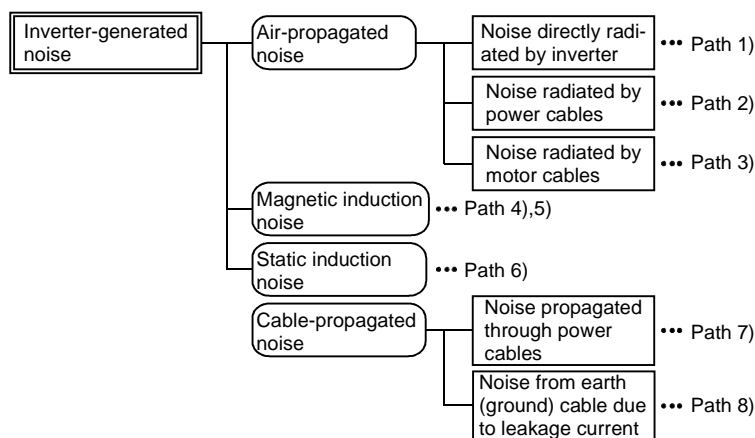 Inverter-generated
noise
Air-propagated
noise
Noise directly radi-
ated by inverter
••• Path 1)
Noise radiated by
power cables
••• Path 2)
Noise radiated by
motor cables
••• Path 3)
Magnetic induction
noise
••• Path 4),5)
Static induction
noise
••• Path 6)
Cable-propagated
noise
Noise propagated
through power
cables
••• Path 7)
Noise from earth
(ground) cable due
to leakage current
••• Path 8)